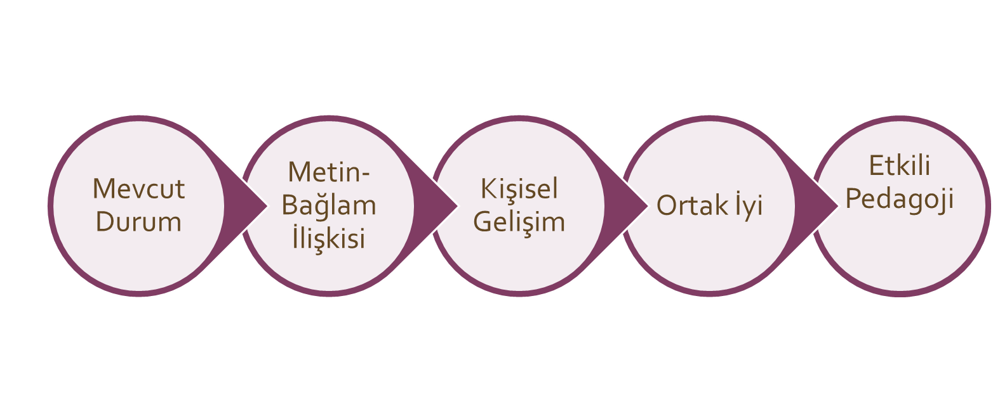 Mevcut
Durum
Metin-
Bağlam
İlişkisi
Kişisel
Gelişim
Ortak İyi
Etkili
Pedagoji